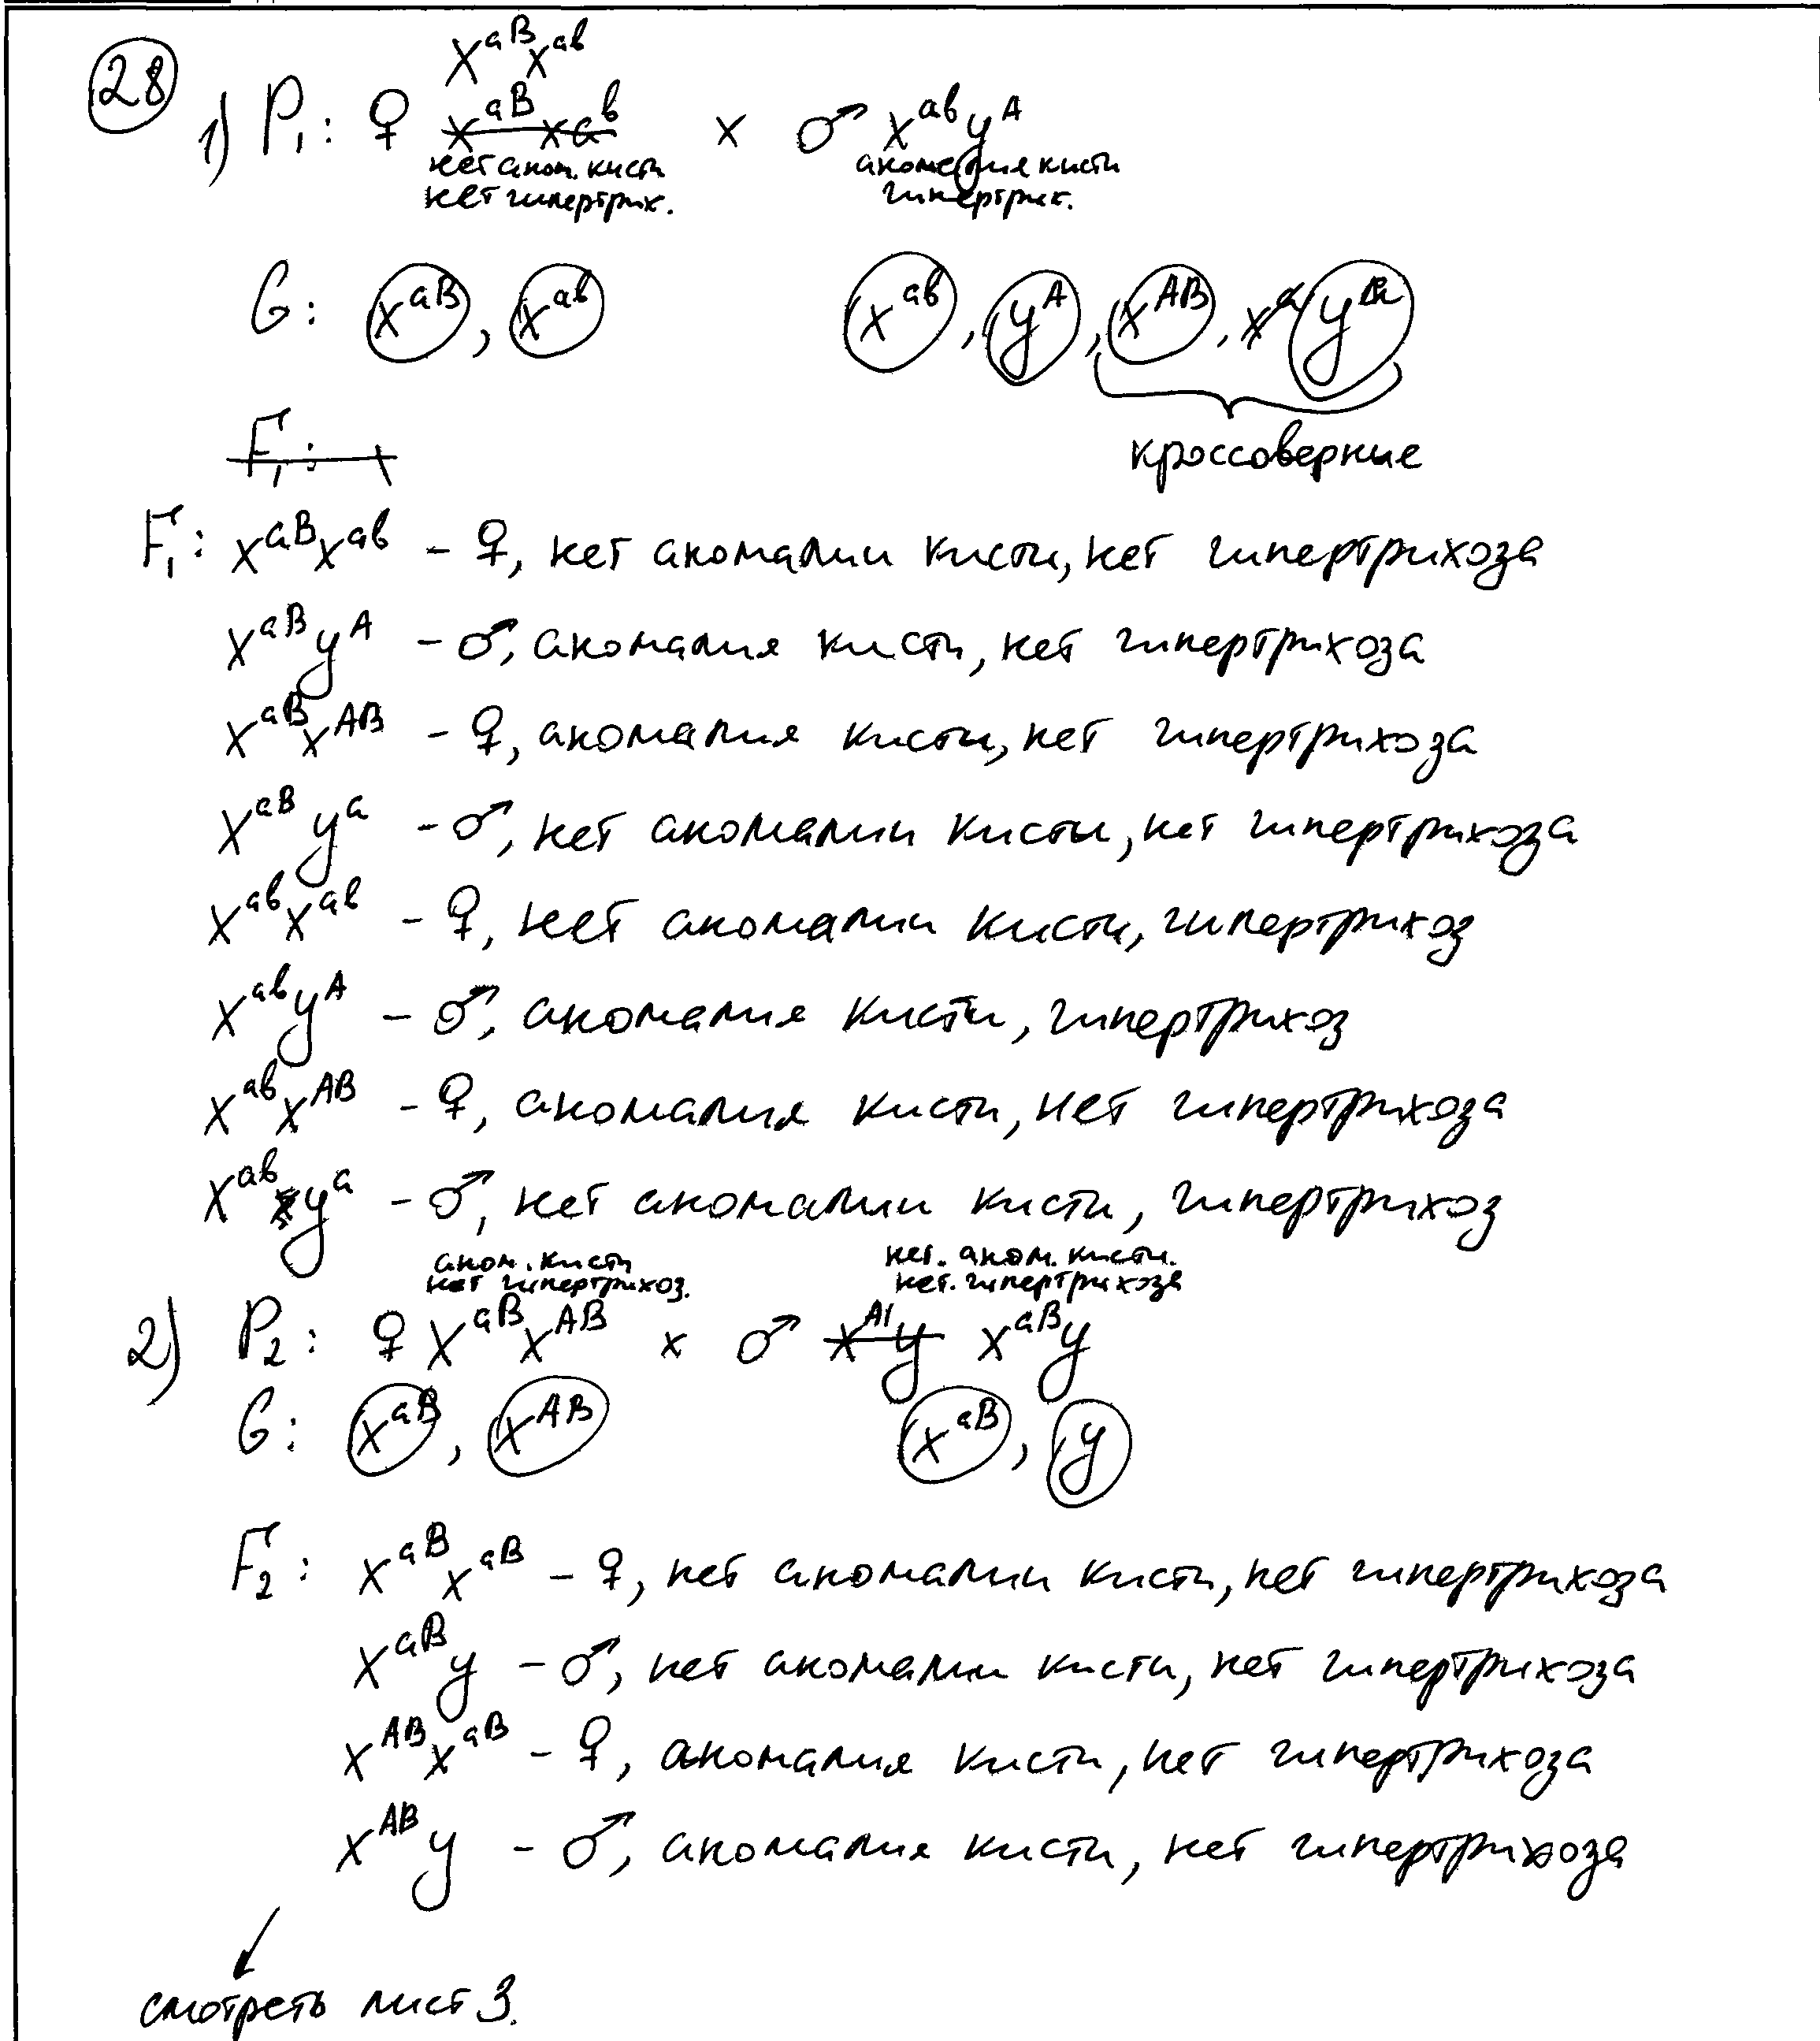 28
X^aB X^ab
1) P₁: ♀ X^aB X^ab × ♂ X^ab y^A
нет аном. кисти аномалия кисти
нет гипертрих. гипертрих.
G: X^aB, X^ab X^ab, y^A, X^AB, X^a y^a
F₁:
кроссоверные
F₁: X^aB X^ab – ♀, нет аномалии кисти, нет гипертрихоза
X^aB y^A – ♂, аномалия кисти, нет гипертрихоза
X^aB X^AB – ♀, аномалия кисти, нет гипертрихоза
X^aB y^a – ♂, нет аномалии кисти, нет гипертрихоза
X^ab X^ab – ♀, нет аномалии кисти, гипертрихоз
X^ab y^A – ♂, аномалия кисти, гипертрихоз
X^ab X^AB – ♀, аномалия кисти, нет гипертрихоза
X^ab y^a – ♂, нет аномалии кисти, гипертрихоз
аном. кисти нет. аном. кисти.
нет гипертрихоз. нет. гипертрихоза
2) P₂: ♀ X^aB X^AB × ♂ X^aB y
G: X^aB, X^AB X^aB, y
F₂: X^aB X^aB – ♀, нет аномалии кисти, нет гипертрихоза
X^aB y – ♂, нет аномалии кисти, нет гипертрихоза
X^AB X^aB – ♀, аномалия кисти, нет гипертрихоза
X^AB y – ♂, аномалия кисти, нет гипертрихоза
смотреть лист 3.